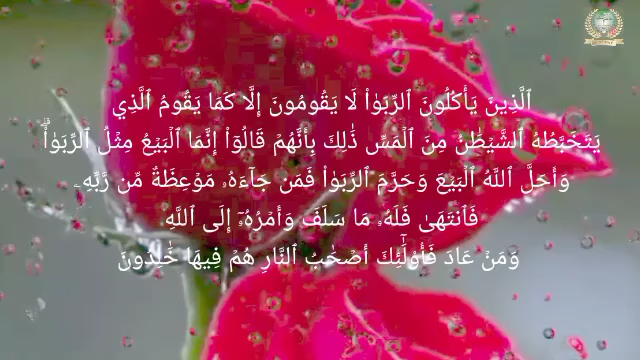 ٱلَّذِينَ يَأۡكُلُونَ ٱلرِّبَوٰاْ لَا يَقُومُونَ إِلَّا كَمَا يَقُومُ ٱلَّذِي
يَتَخَبَّطُهُ ٱلشَّيۡطَٰنُ مِنَ ٱلۡمَسِّۚ ذَٰلِكَ بِأَنَّهُمۡ قَالُوٓاْ إِنَّمَا ٱلۡبَيۡعُ مِثۡلُ ٱلرِّبَوٰاْۗ
وَأَحَلَّ ٱللَّهُ ٱلۡبَيۡعَ وَحَرَّمَ ٱلرِّبَوٰاْۚ فَمَن جَآءَهُۥ مَوۡعِظَةٞ مِّن رَّبِّهِۦ
فَٱنتَهَىٰ فَلَهُۥ مَا سَلَفَ وَأَمۡرُهُۥٓ إِلَى ٱللَّهِۖ
وَمَنۡ عَادَ فَأُوْلَٰٓئِكَ أَصۡحَٰبُ ٱلنَّارِۖ هُمۡ فِيهَا خَٰلِدُونَ